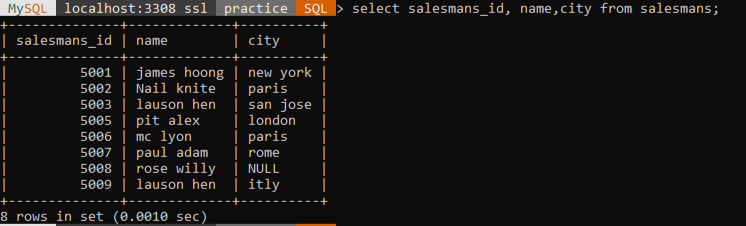 MySQL localhost:3308 ssl practice SQL > select salesmans_id, name,city from salesmans;
+--------------+-------------+----------+
| salesmans_id | name        | city     |
+--------------+-------------+----------+
|         5001 | james hoong | new york |
|         5002 | Nail knite  | paris    |
|         5003 | lauson hen  | san jose |
|         5005 | pit alex    | london   |
|         5006 | mc lyon     | paris    |
|         5007 | paul adam   | rome     |
|         5008 | rose willy  | NULL     |
|         5009 | lauson hen  | itly     |
+--------------+-------------+----------+
8 rows in set (0.0010 sec)